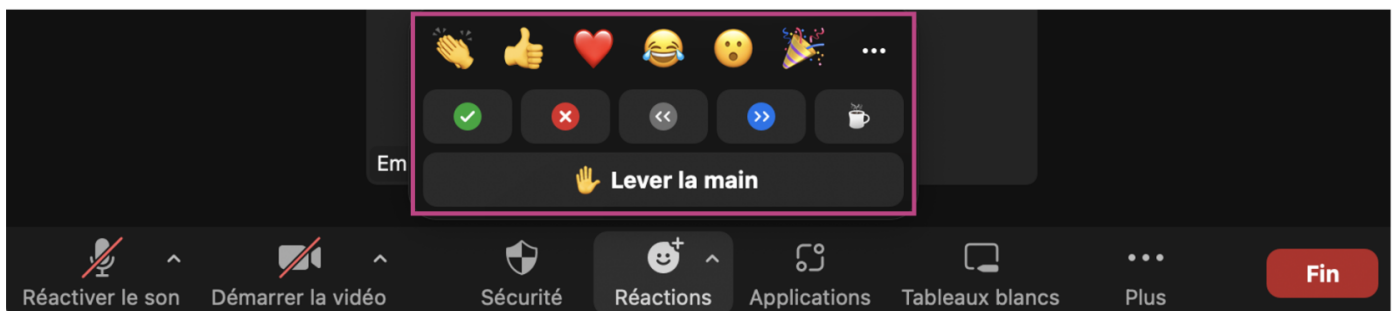 Em
Lever la main
Réactiver le son
Démarrer la vidéo
Sécurité
Réactions
Applications
Tableaux blancs
Plus
Fin